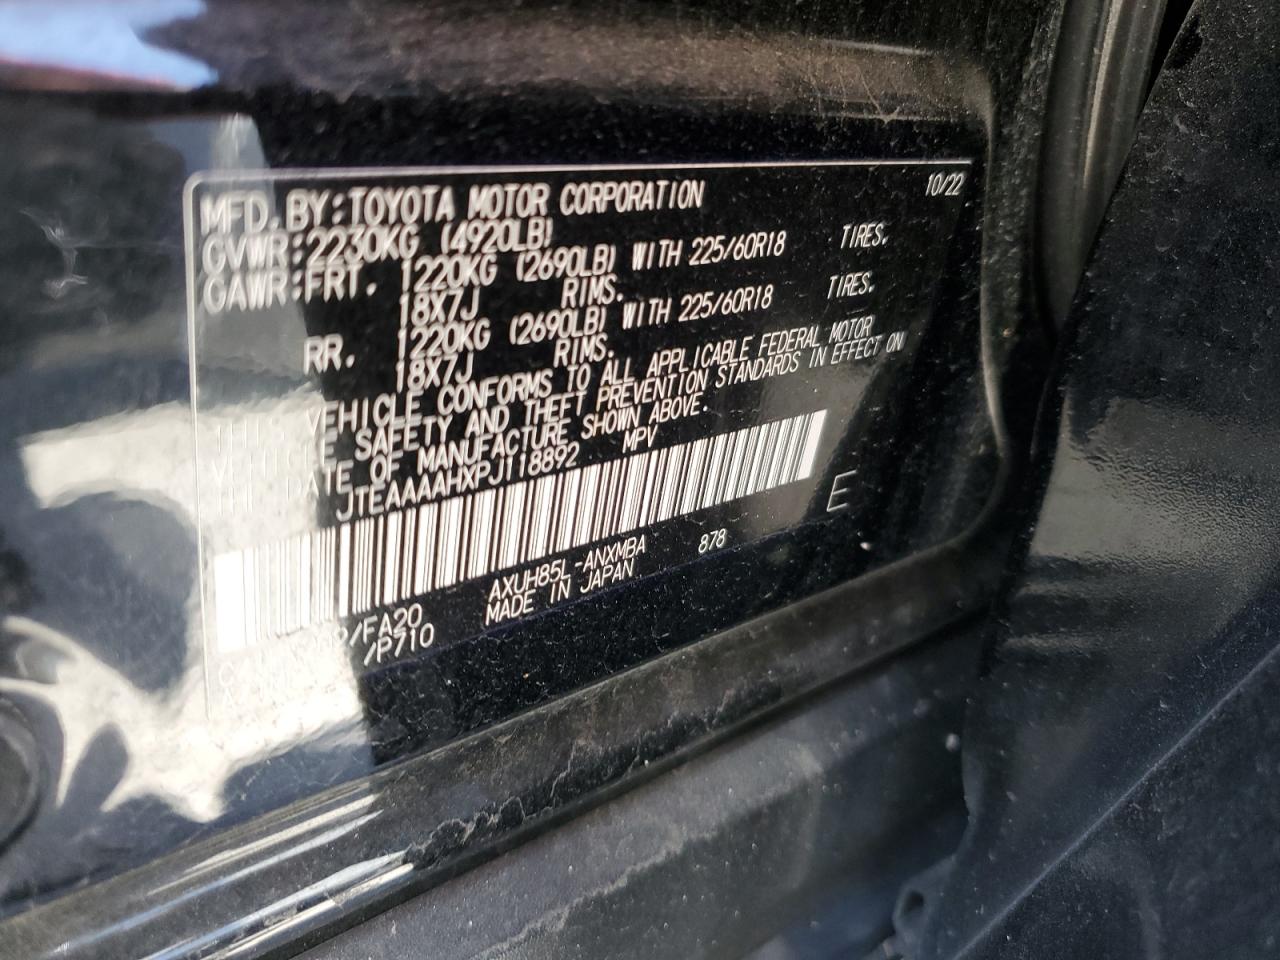 10/22
MFD. BY:TOYOTA MOTOR CORPORATION
GVWR:2230KG (4920LB)
GAWR:FRT. 1220KG (2690LB) WITH 225/60R18 TIRES,
18X7J RIMS.
RR. 1220KG (2690LB) WITH 225/60R18 TIRES,
18X7J RIMS.
THIS VEHICLE CONFORMS TO ALL APPLICABLE FEDERAL MOTOR
VEHICLE SAFETY AND THEFT PREVENTION STANDARDS IN EFFECT ON
THE DATE OF MANUFACTURE SHOWN ABOVE.
JTEAAAAHXPJ118892 MPV
E
/FA20 AXUH85L-ANXMBA 878
/P710 MADE IN JAPAN